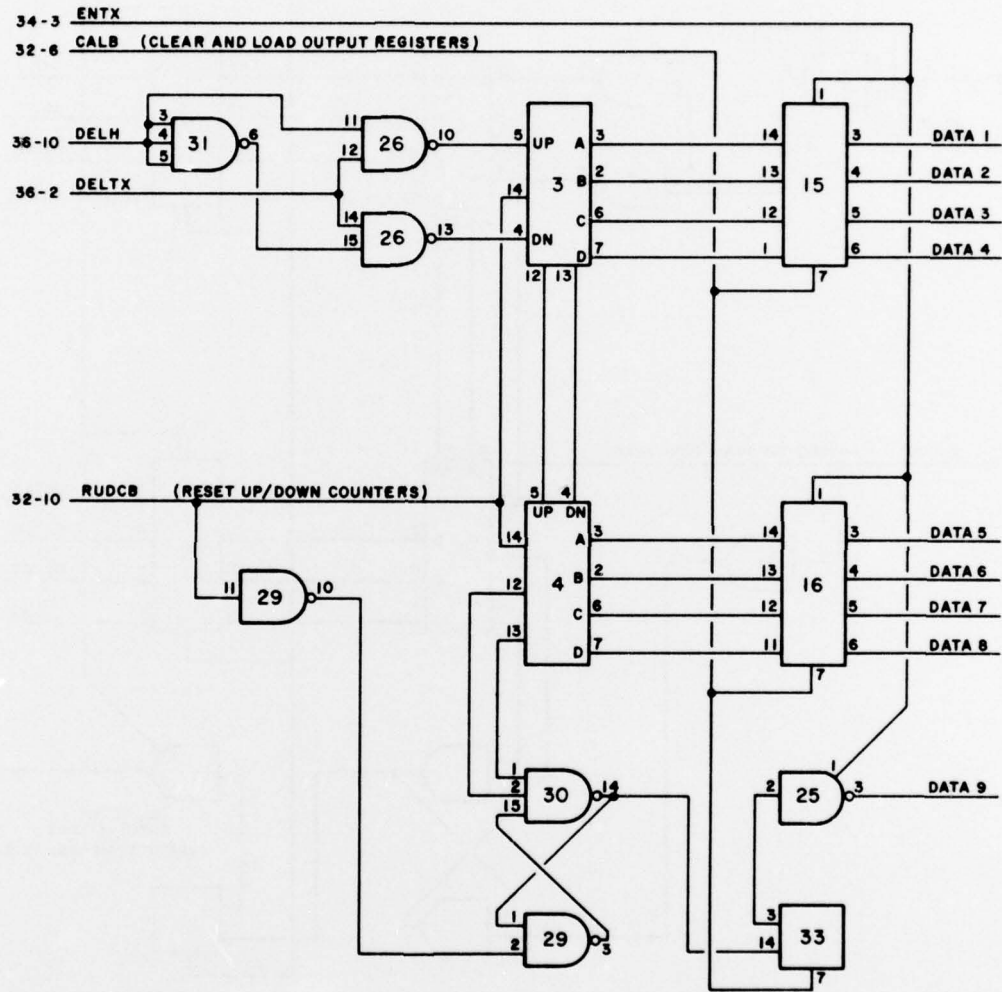 34-3 ENTX
32-6 CALB (CLEAR AND LOAD OUTPUT REGISTERS)
1
3
4
5
31
6
11
12
26
10
5 UP
A 3
14
3
DATA 1
36-10 DELH
14
3
B 2
13
15
4
DATA 2
36-2 DELTX
14
15
26
13
4 DN
C 6
12
5
DATA 3
D 7
1
6
DATA 4
12 13
7
32-10 RUDCB (RESET UP/DOWN COUNTERS)
5 4
UP DN
1
14
A 3
14
3
DATA 5
12
4
B 2
13
16
4
DATA 6
11
29
10
C 6
12
5
DATA 7
13
D 7
11
6
DATA 8
7
1
2
15
30
14
1
2
25
3
DATA 9
1
2
29
3
3
14
33
7